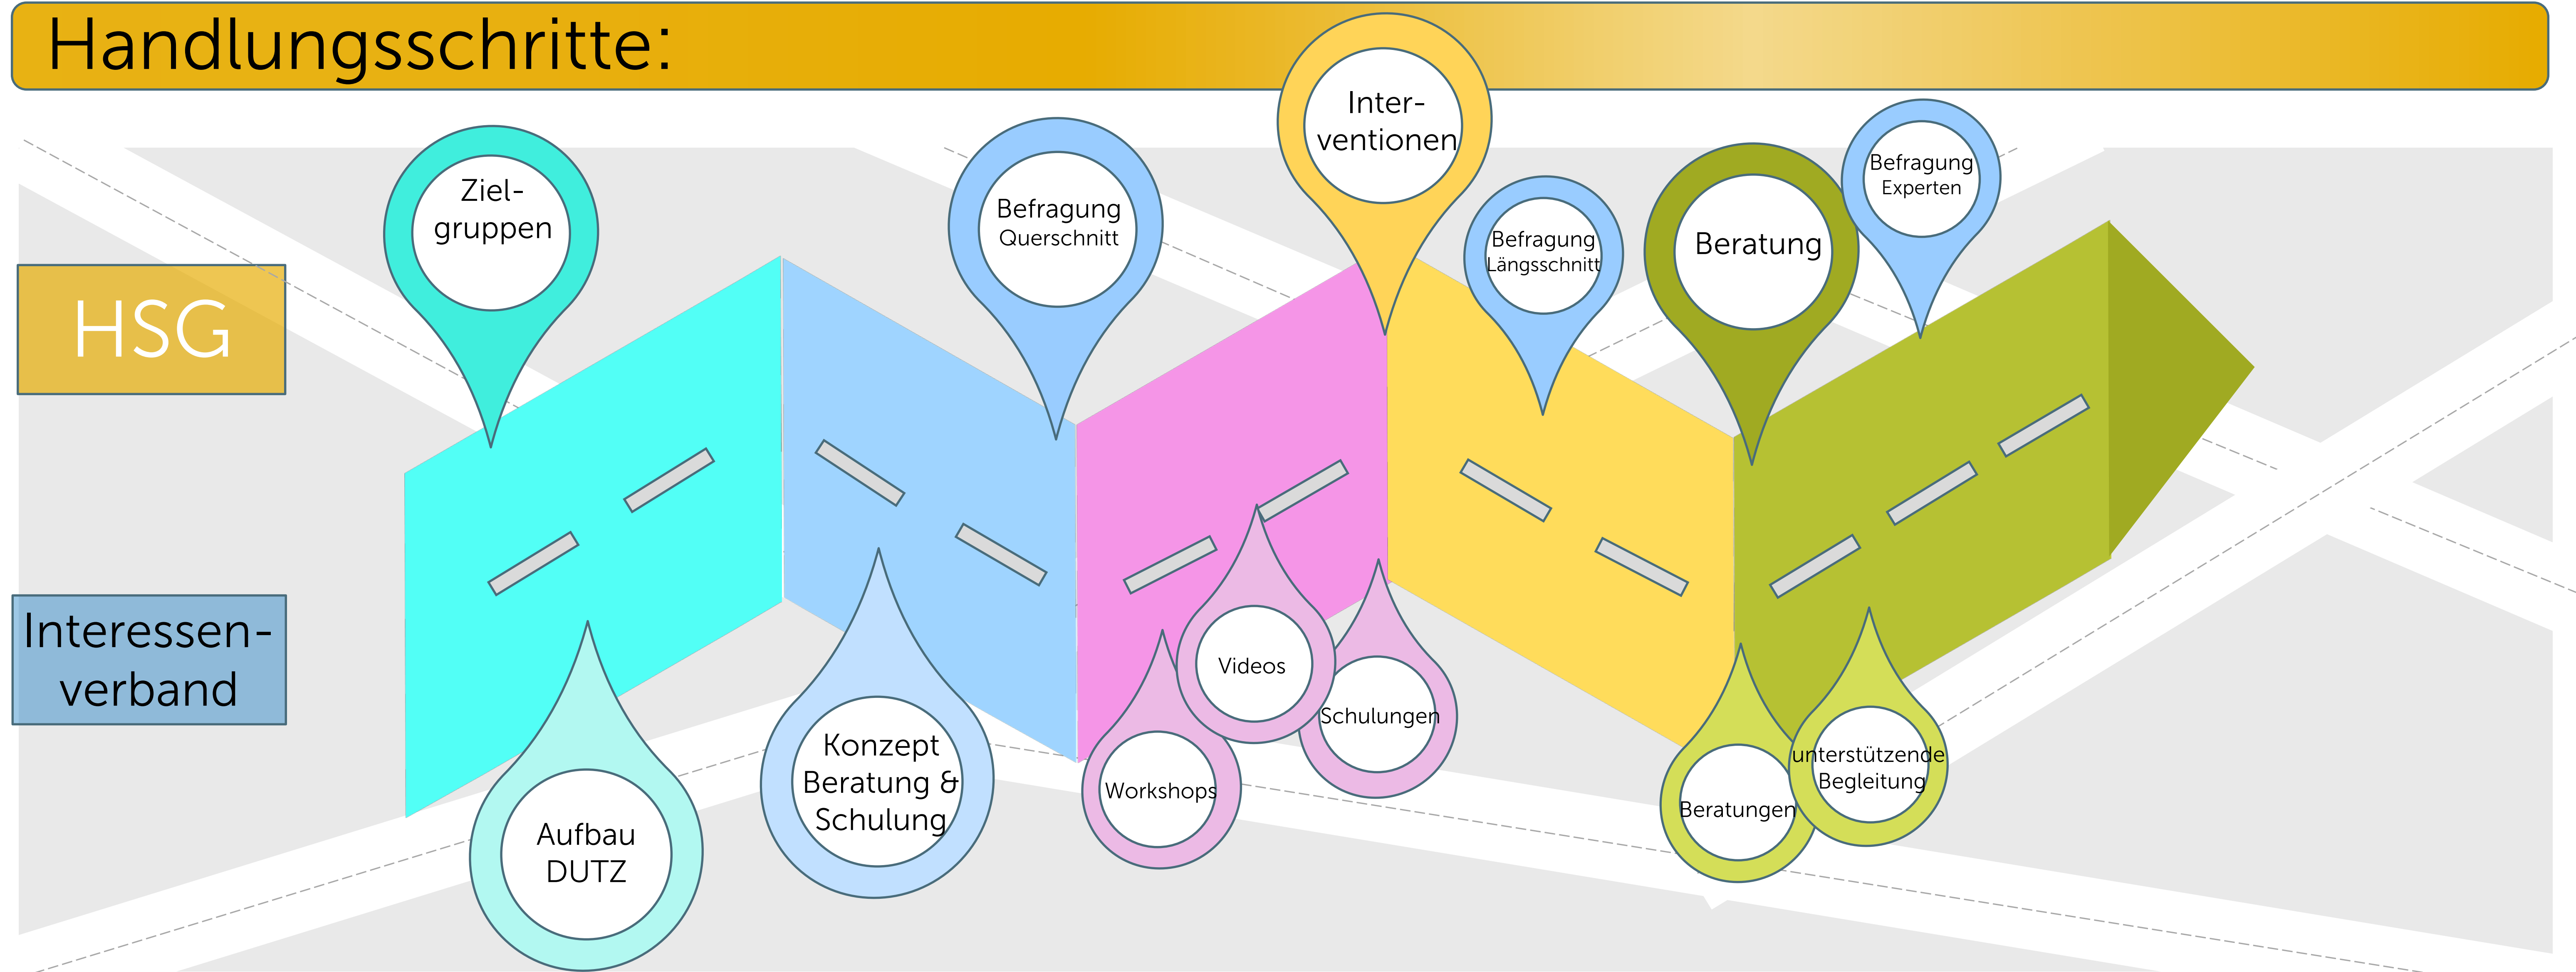 Handlungsschritte:
HSG
Ziel-
gruppen
Befragung
Querschnitt
Inter-
ventionen
Befragung
Längsschnitt
Beratung
Befragung
Experten
Interessen-
verband
Aufbau
DUTZ
Konzept
Beratung &
Schulung
Workshops
Videos
Schulungen
Beratungen
unterstützende
Begleitung